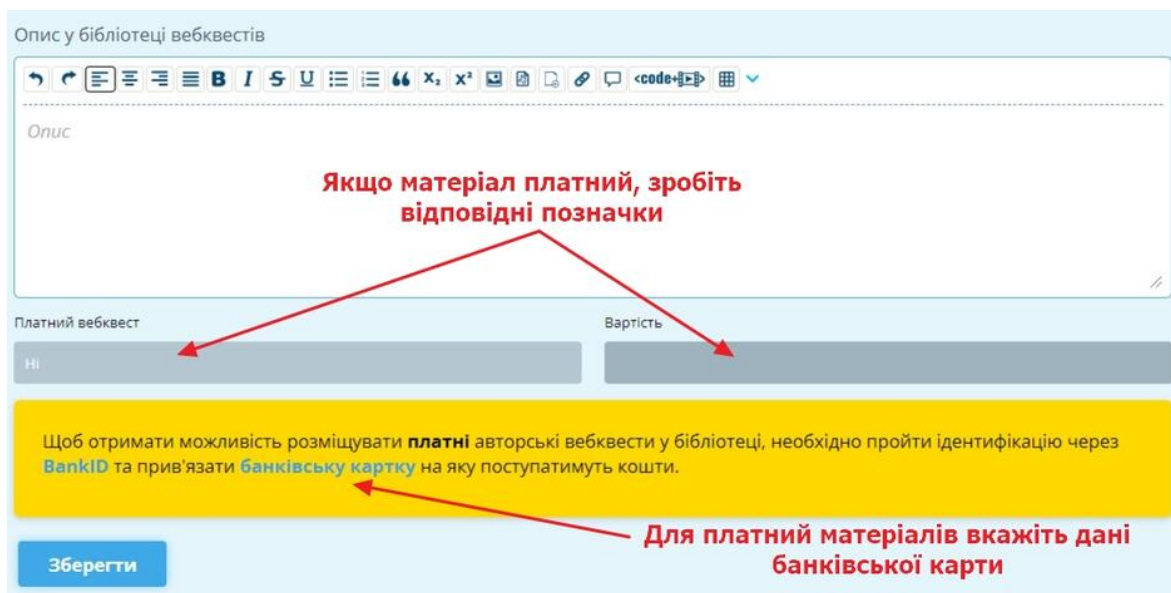 Опис у бібліотеці вебквестів
B I S U x₂ x² <code+
Опис
Якщо матеріал платний, зробіть
відповідні позначки
Платний вебквест
Вартість
Ні
Щоб отримати можливість розміщувати платні авторські вебквести у бібліотеці, необхідно пройти ідентифікацію через
BankID та прив'язати банківську картку на яку поступатимуть кошти.
Для платний матеріалів вкажіть дані
банківської карти
Зберегти